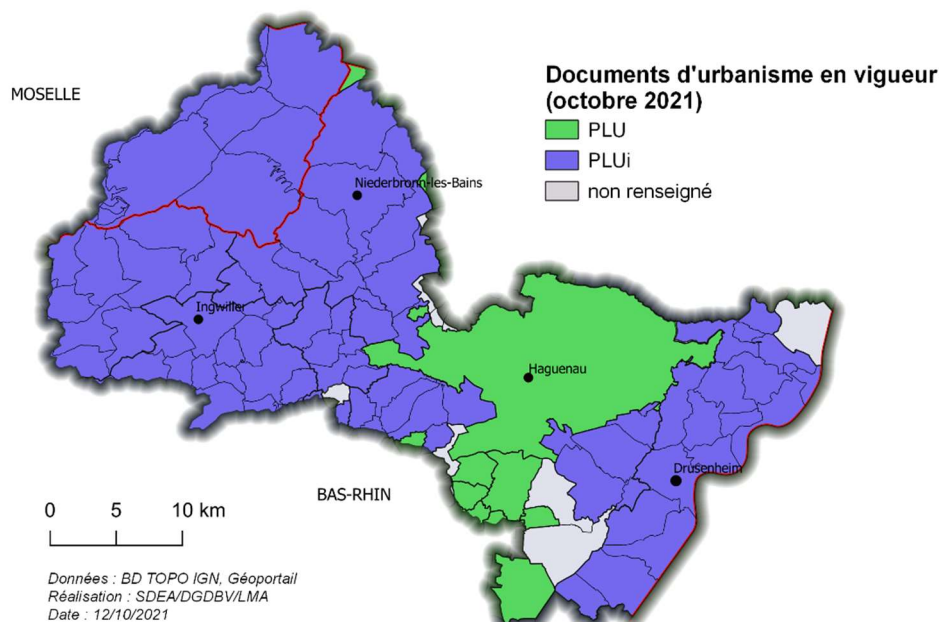 MOSELLE
Documents d'urbanisme en vigueur
(octobre 2021)
PLU
PLUi
non renseigné
Niederbronn-les-Bains
Ingwiller
Haguenau
Drusenheim
BAS-RHIN
0 5 10 km
Données : BD TOPO IGN, Géoportail
Réalisation : SDEA/DGDBV/LMA
Date : 12/10/2021